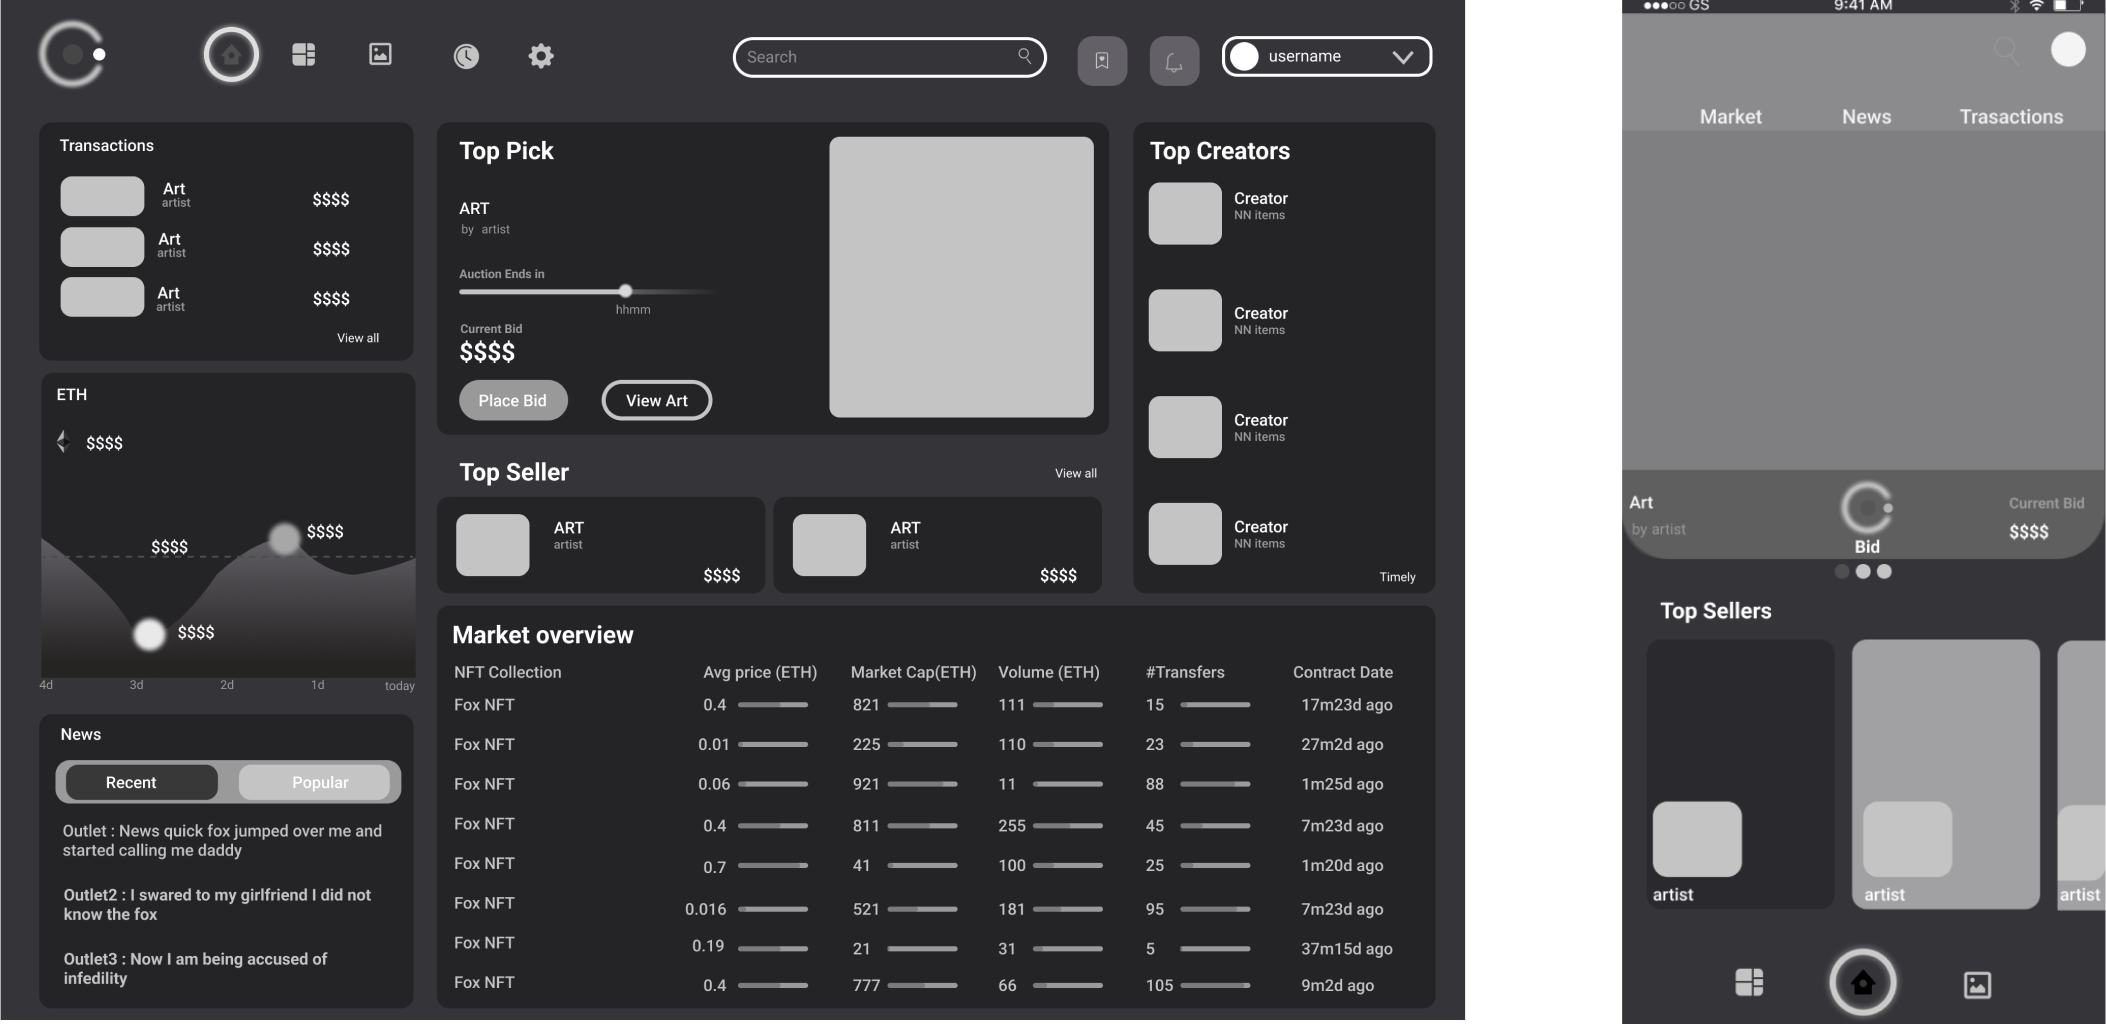 Search
username
Transactions
Art
artist
$$$$
Art
artist
$$$$
Art
artist
$$$$
View all
ETH
$$$$
$$$$
$$$$
$$$$
4d 3d 2d 1d today
News
Recent Popular
Outlet : News quick fox jumped over me and
started calling me daddy
Outlet2 : I swared to my girlfriend I did not
know the fox
Outlet3 : Now I am being accused of
infedility
Top Pick
ART
by artist
Auction Ends in
hhmm
Current Bid
$$$$
Place Bid View Art
Top Seller View all
ART
artist
$$$$
ART
artist
$$$$
Top Creators
Creator
NN items
Creator
NN items
Creator
NN items
Creator
NN items
Timely
Market overview
NFT Collection Avg price (ETH) Market Cap(ETH) Volume (ETH) #Transfers Contract Date
Fox NFT 0.4 821 111 15 17m23d ago
Fox NFT 0.01 225 110 23 27m2d ago
Fox NFT 0.06 921 11 88 1m25d ago
Fox NFT 0.4 811 255 45 7m23d ago
Fox NFT 0.7 41 100 25 1m20d ago
Fox NFT 0.016 521 181 95 7m23d ago
Fox NFT 0.19 21 31 5 37m15d ago
Fox NFT 0.4 777 66 105 9m2d ago
GS 9:41 AM
Market News Trasactions
Art
by artist
Bid
Current Bid
$$$$
Top Sellers
artist artist artist